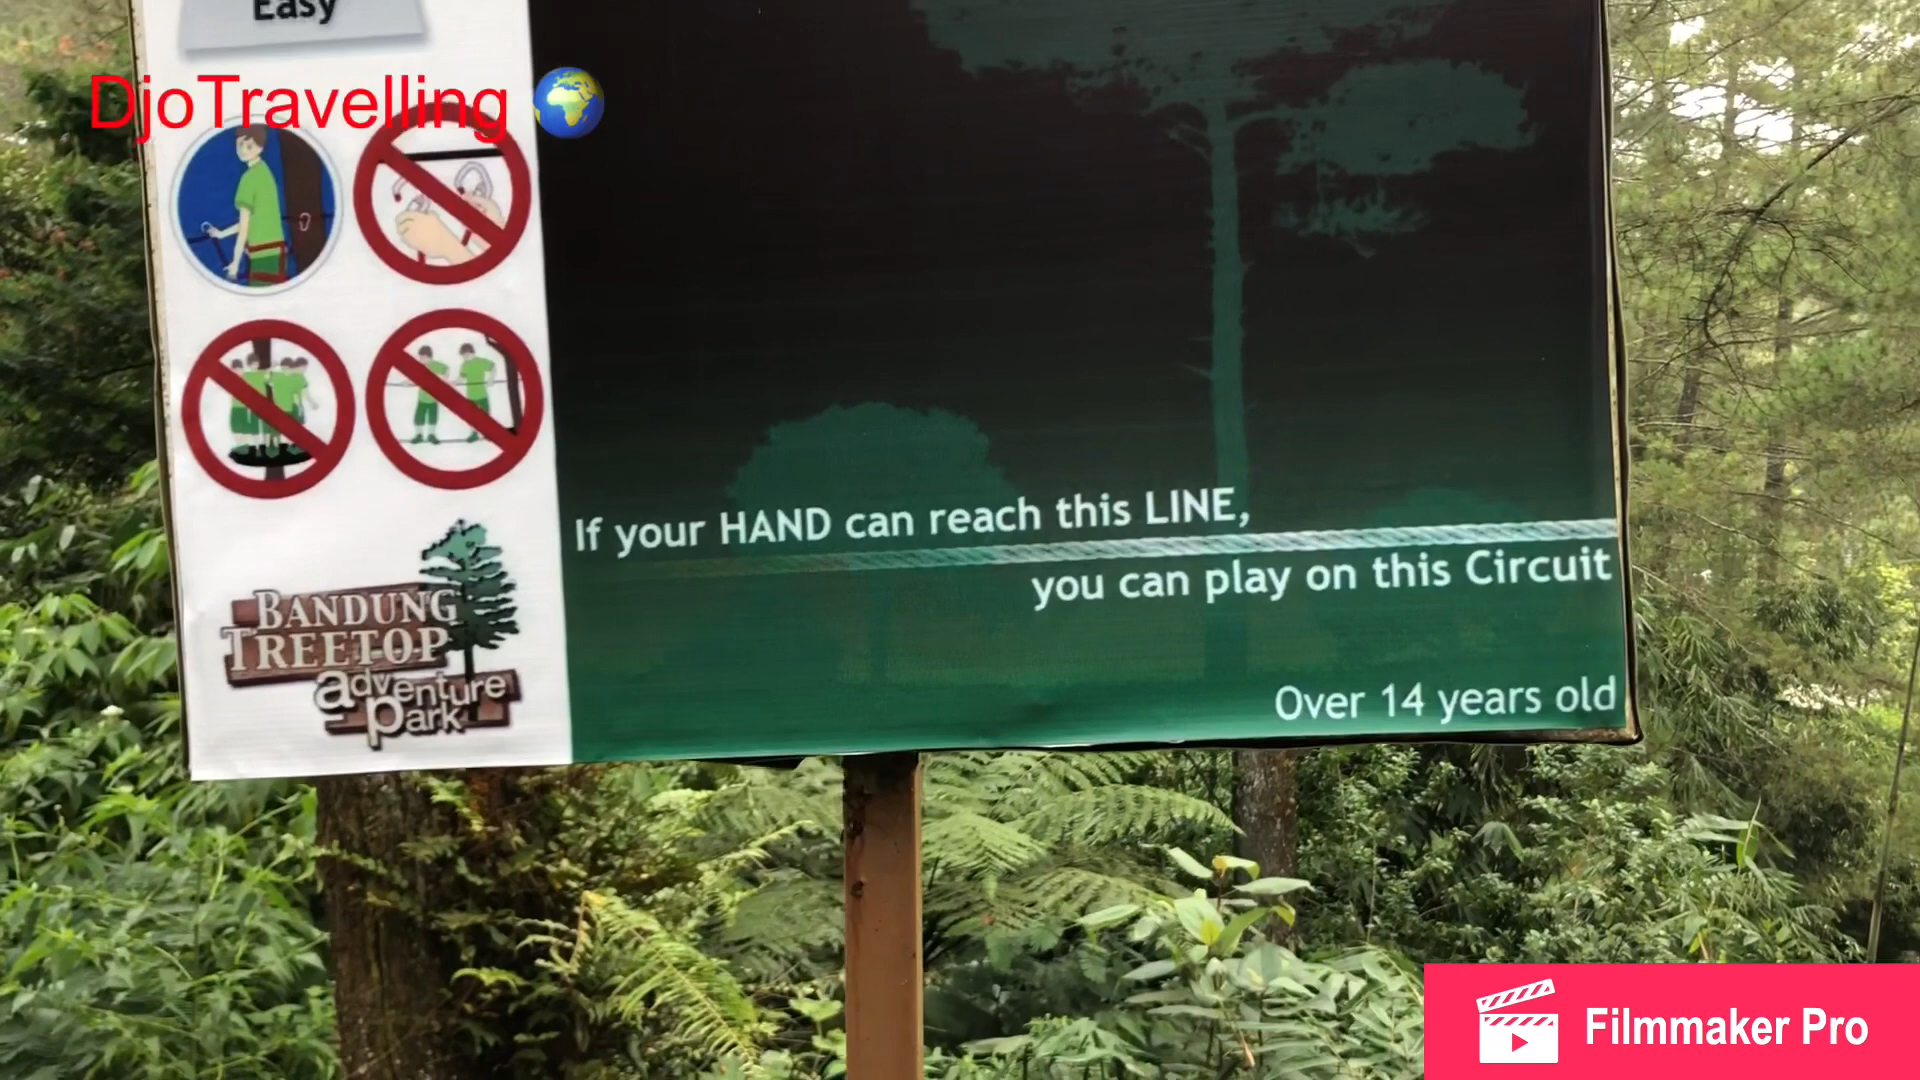 Easy
DjoTravelling
If your HAND can reach this LINE,
you can play on this Circuit
Over 14 years old
BANDUNG
TREETOP
adventure
park
Filmmaker Pro